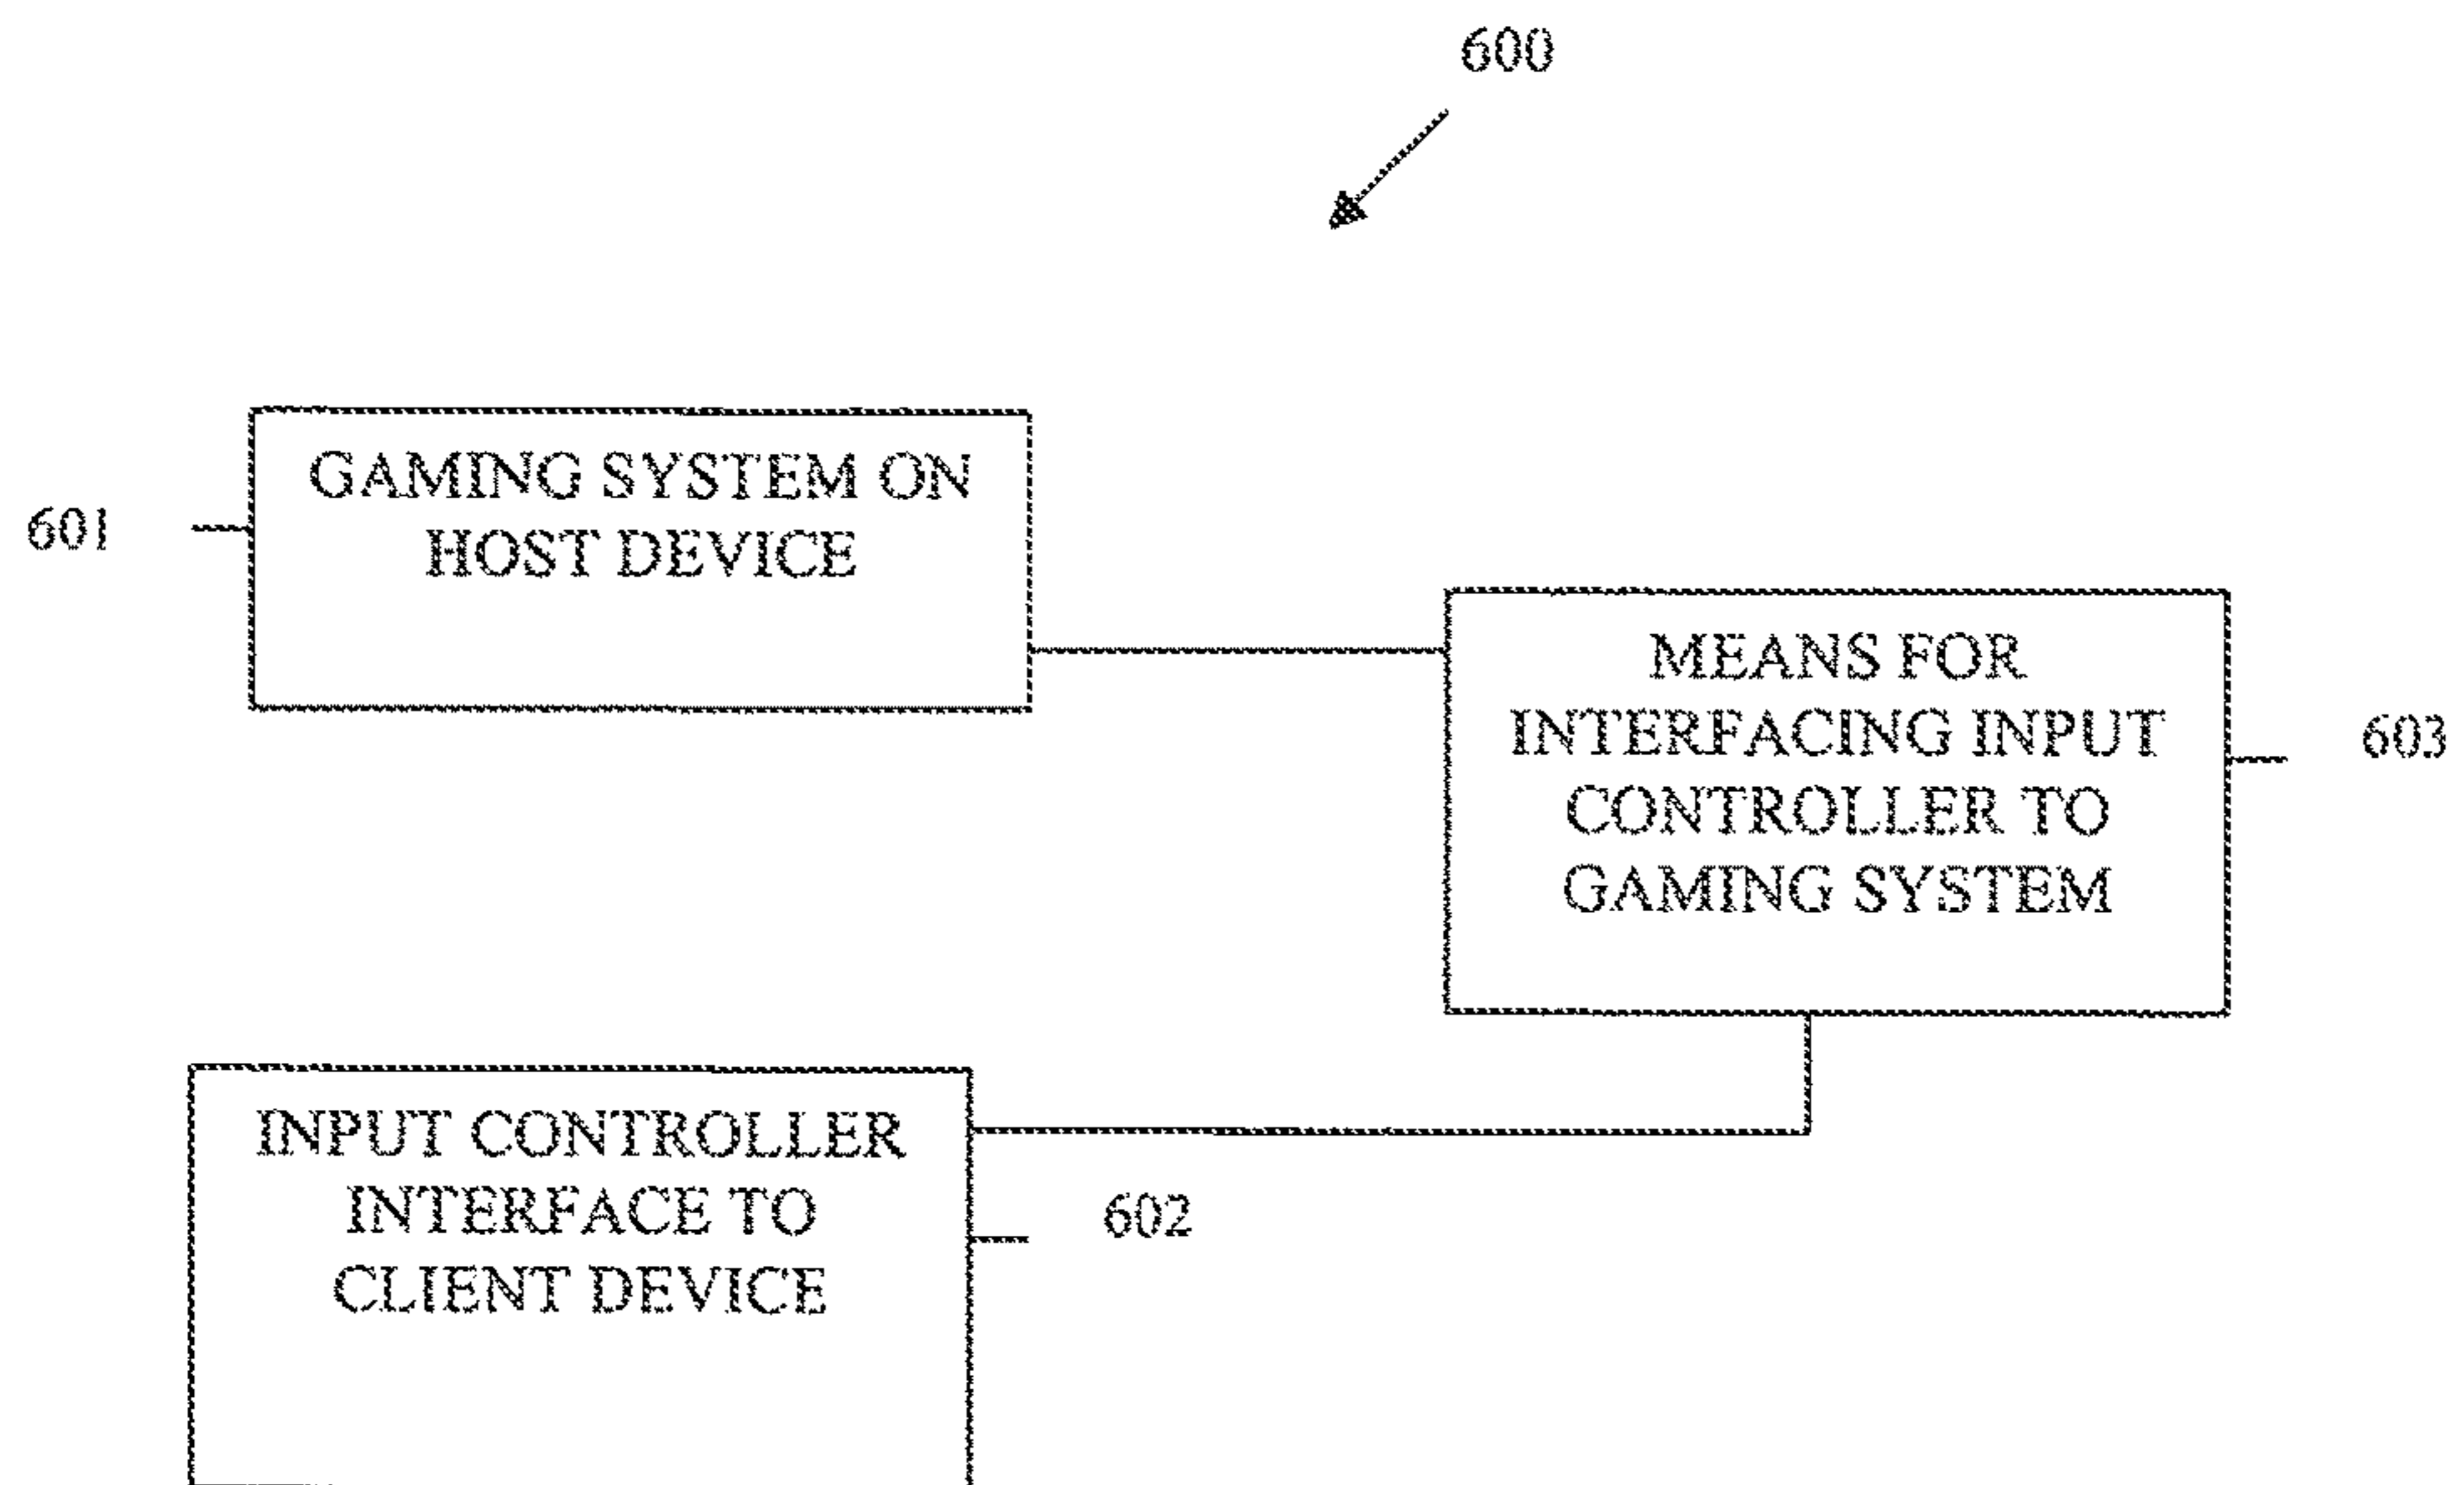 600
GAMING SYSTEM ON
HOST DEVICE
601
MEANS FOR
INTERFACING INPUT
CONTROLLER TO
GAMING SYSTEM
603
INPUT CONTROLLER
INTERFACE TO
CLIENT DEVICE
602